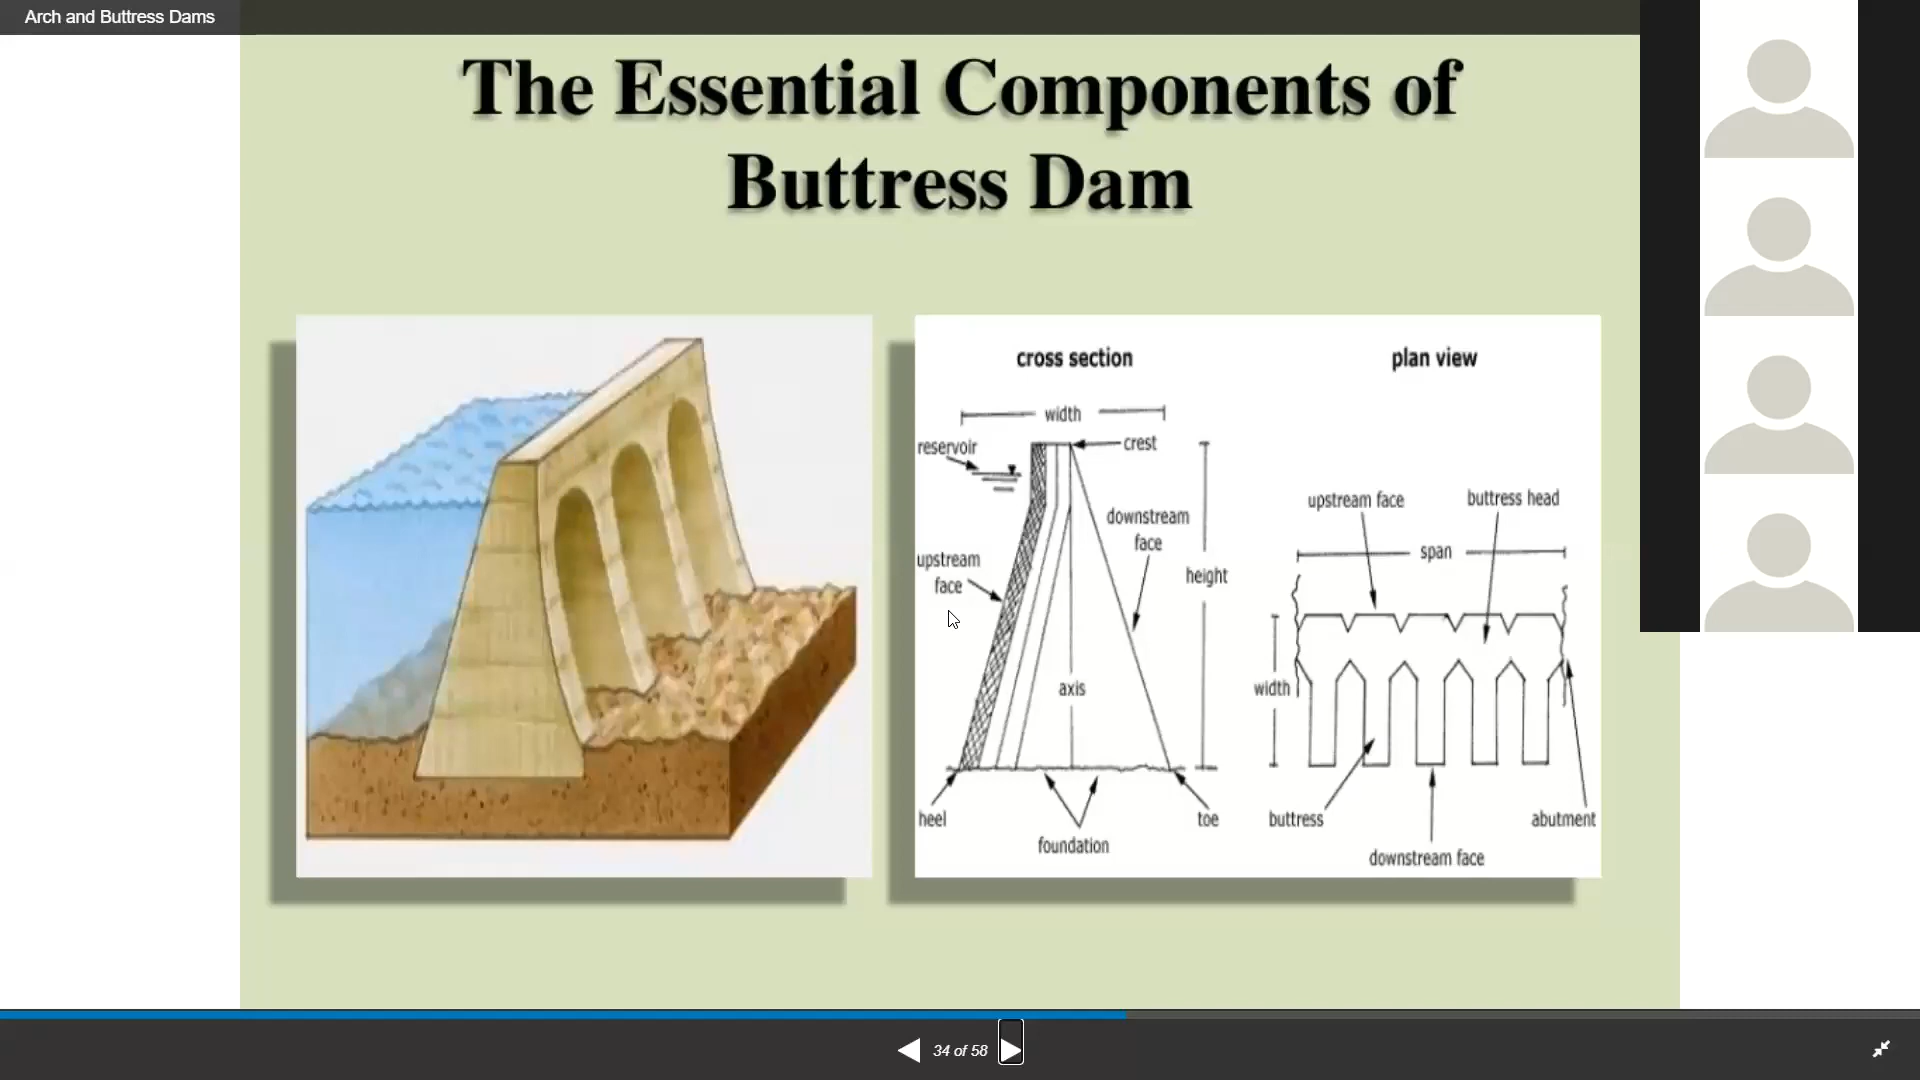 Arch and Buttress Dams
The Essential Components of
Buttress Dam
cross section
width
reservoir
crest
downstream
face
upstream
face
height
axis
heel
toe
foundation
plan view
upstream face
buttress head
span
width
buttress
abutment
downstream face
34 of 58